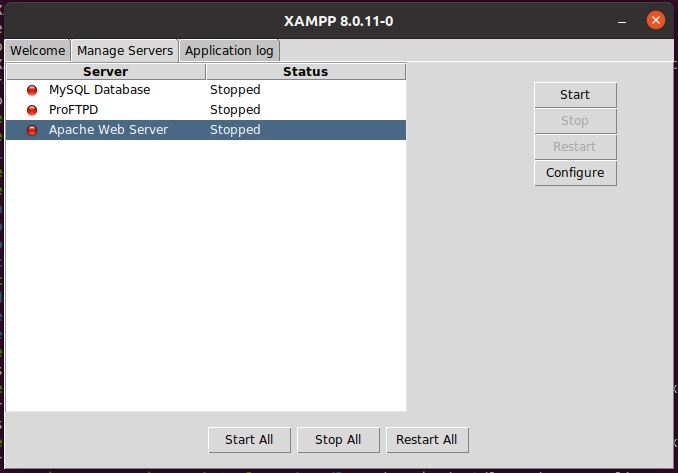 XAMPP 8.0.11-0
Welcome Manage Servers Application log
Server Status
MySQL Database Stopped
ProFTPD Stopped
Apache Web Server Stopped
Start
Stop
Restart
Configure
Start All Stop All Restart All